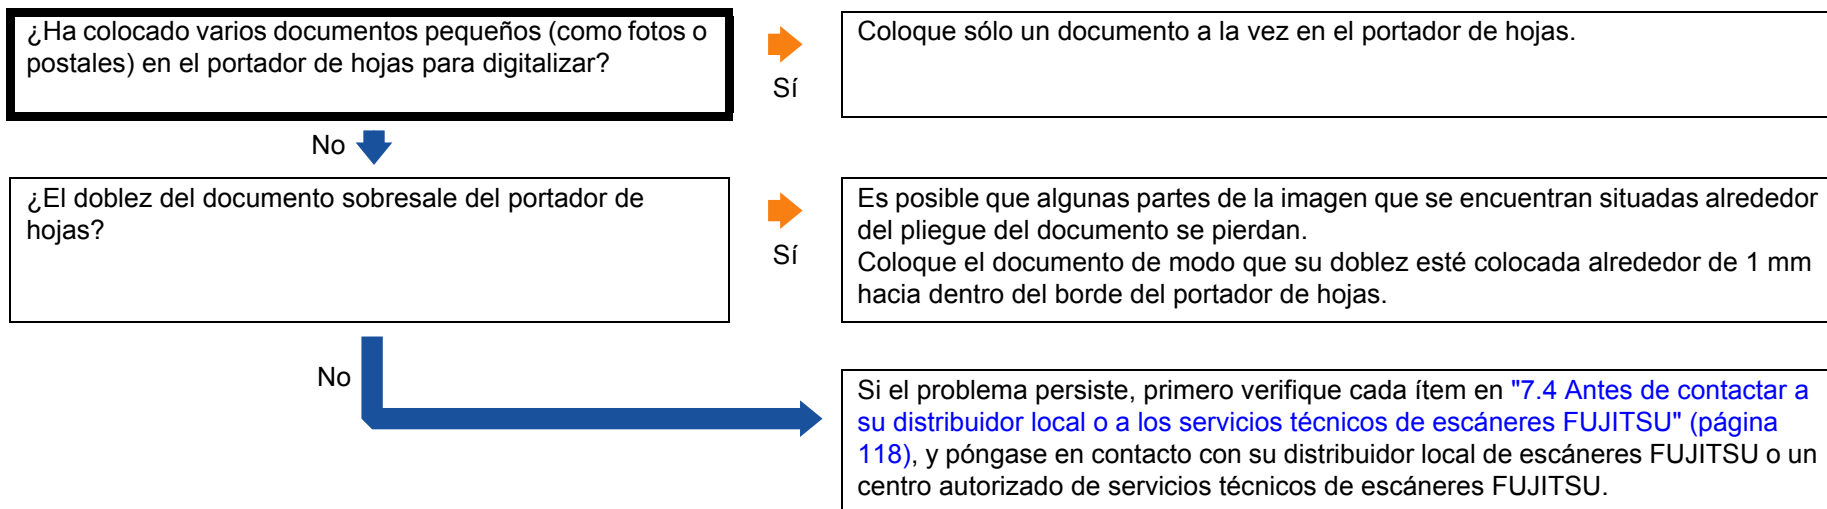 ¿Ha colocado varios documentos pequeños (como fotos o
postales) en el portador de hojas para digitalizar?
Sí
Coloque sólo un documento a la vez en el portador de hojas.
No
¿El doblez del documento sobresale del portador de
hojas?
Sí
Es posible que algunas partes de la imagen que se encuentran situadas alrededor
del pliegue del documento se pierdan.
Coloque el documento de modo que su doblez esté colocada alrededor de 1 mm
hacia dentro del borde del portador de hojas.
No
Si el problema persiste, primero verifique cada ítem en "7.4 Antes de contactar a
su distribuidor local o a los servicios técnicos de escáneres FUJITSU" (página
118), y póngase en contacto con su distribuidor local de escáneres FUJITSU o un
centro autorizado de servicios técnicos de escáneres FUJITSU.